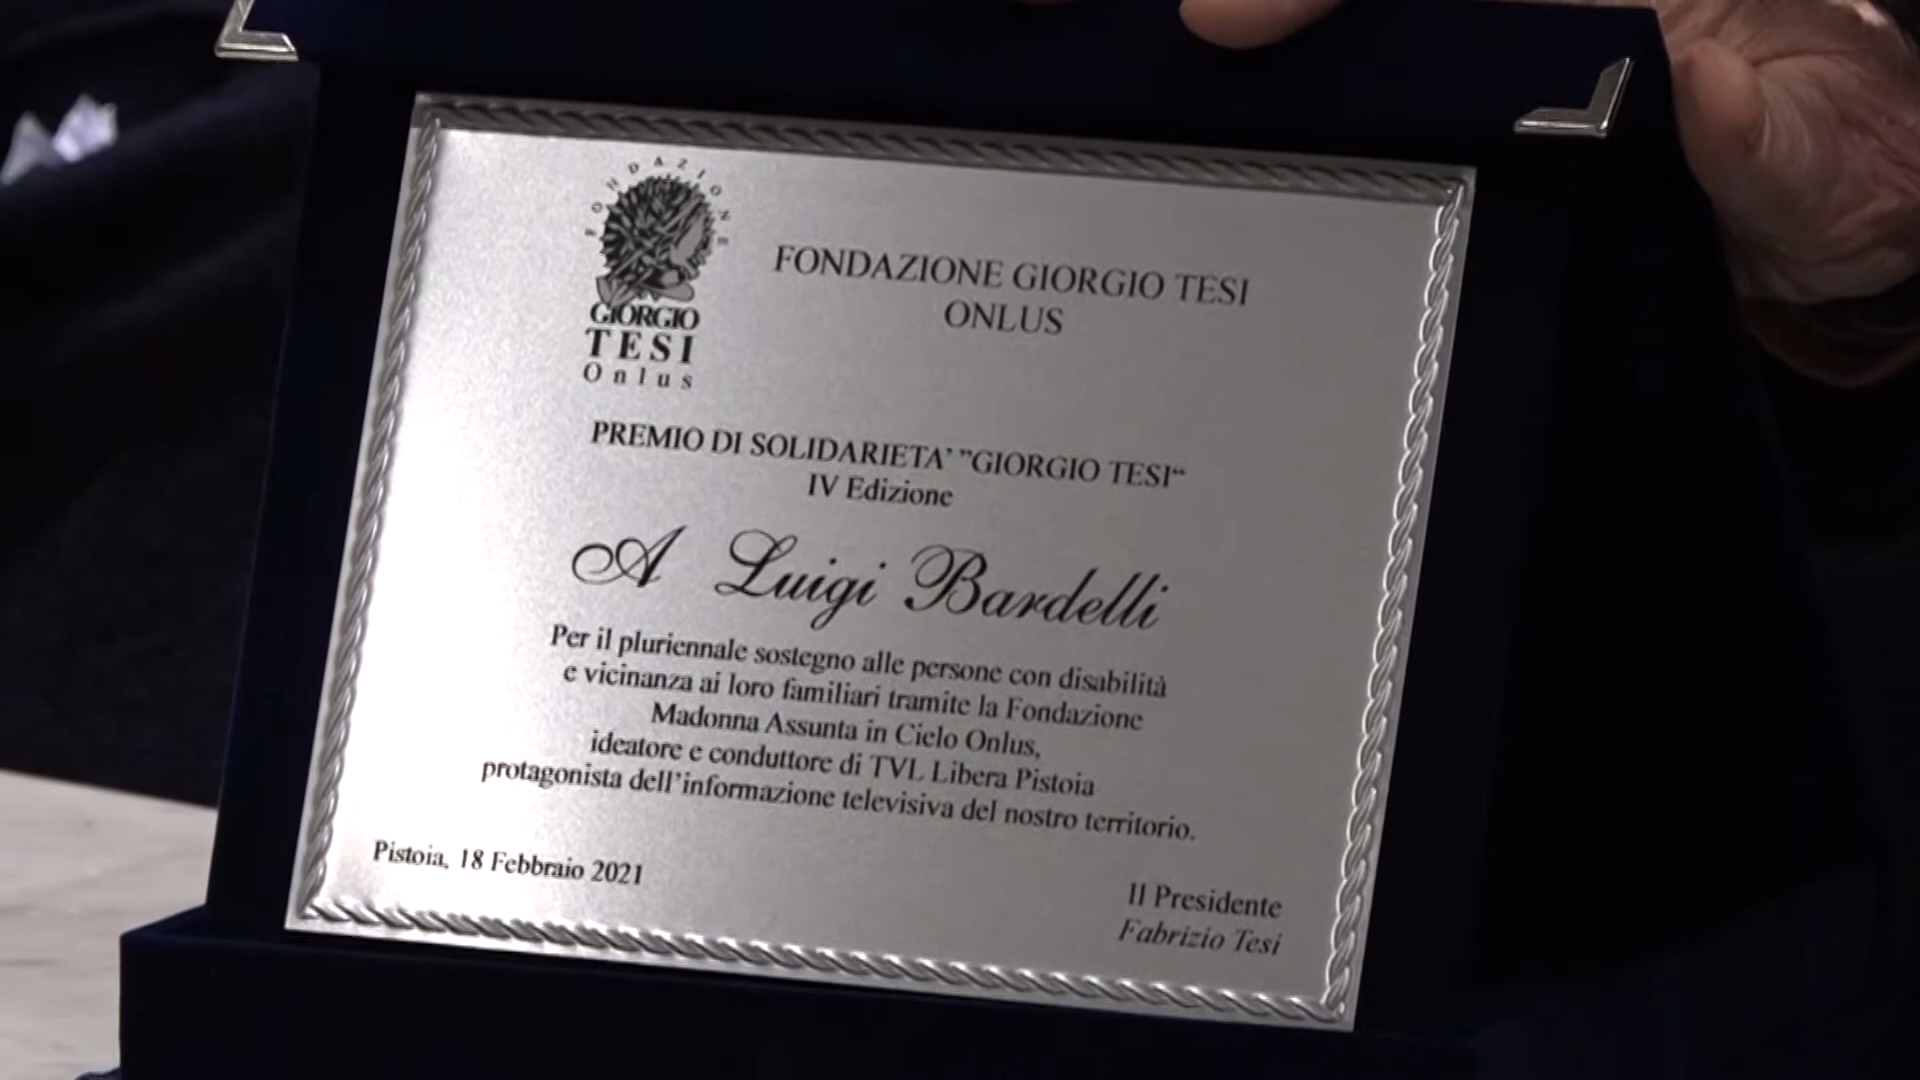 FONDAZIONE
GIORGIO
TESI
Onlus
FONDAZIONE GIORGIO TESI
ONLUS
PREMIO DI SOLIDARIETA' "GIORGIO TESI“
IV Edizione
A Luigi Bardelli
Per il pluriennale sostegno alle persone con disabilità
e vicinanza ai loro familiari tramite la Fondazione
Madonna Assunta in Cielo Onlus,
ideatore e conduttore di TVL Libera Pistoia
protagonista dell'informazione televisiva del nostro territorio.
Pistoia, 18 Febbraio 2021
Il Presidente
Fabrizio Tesi